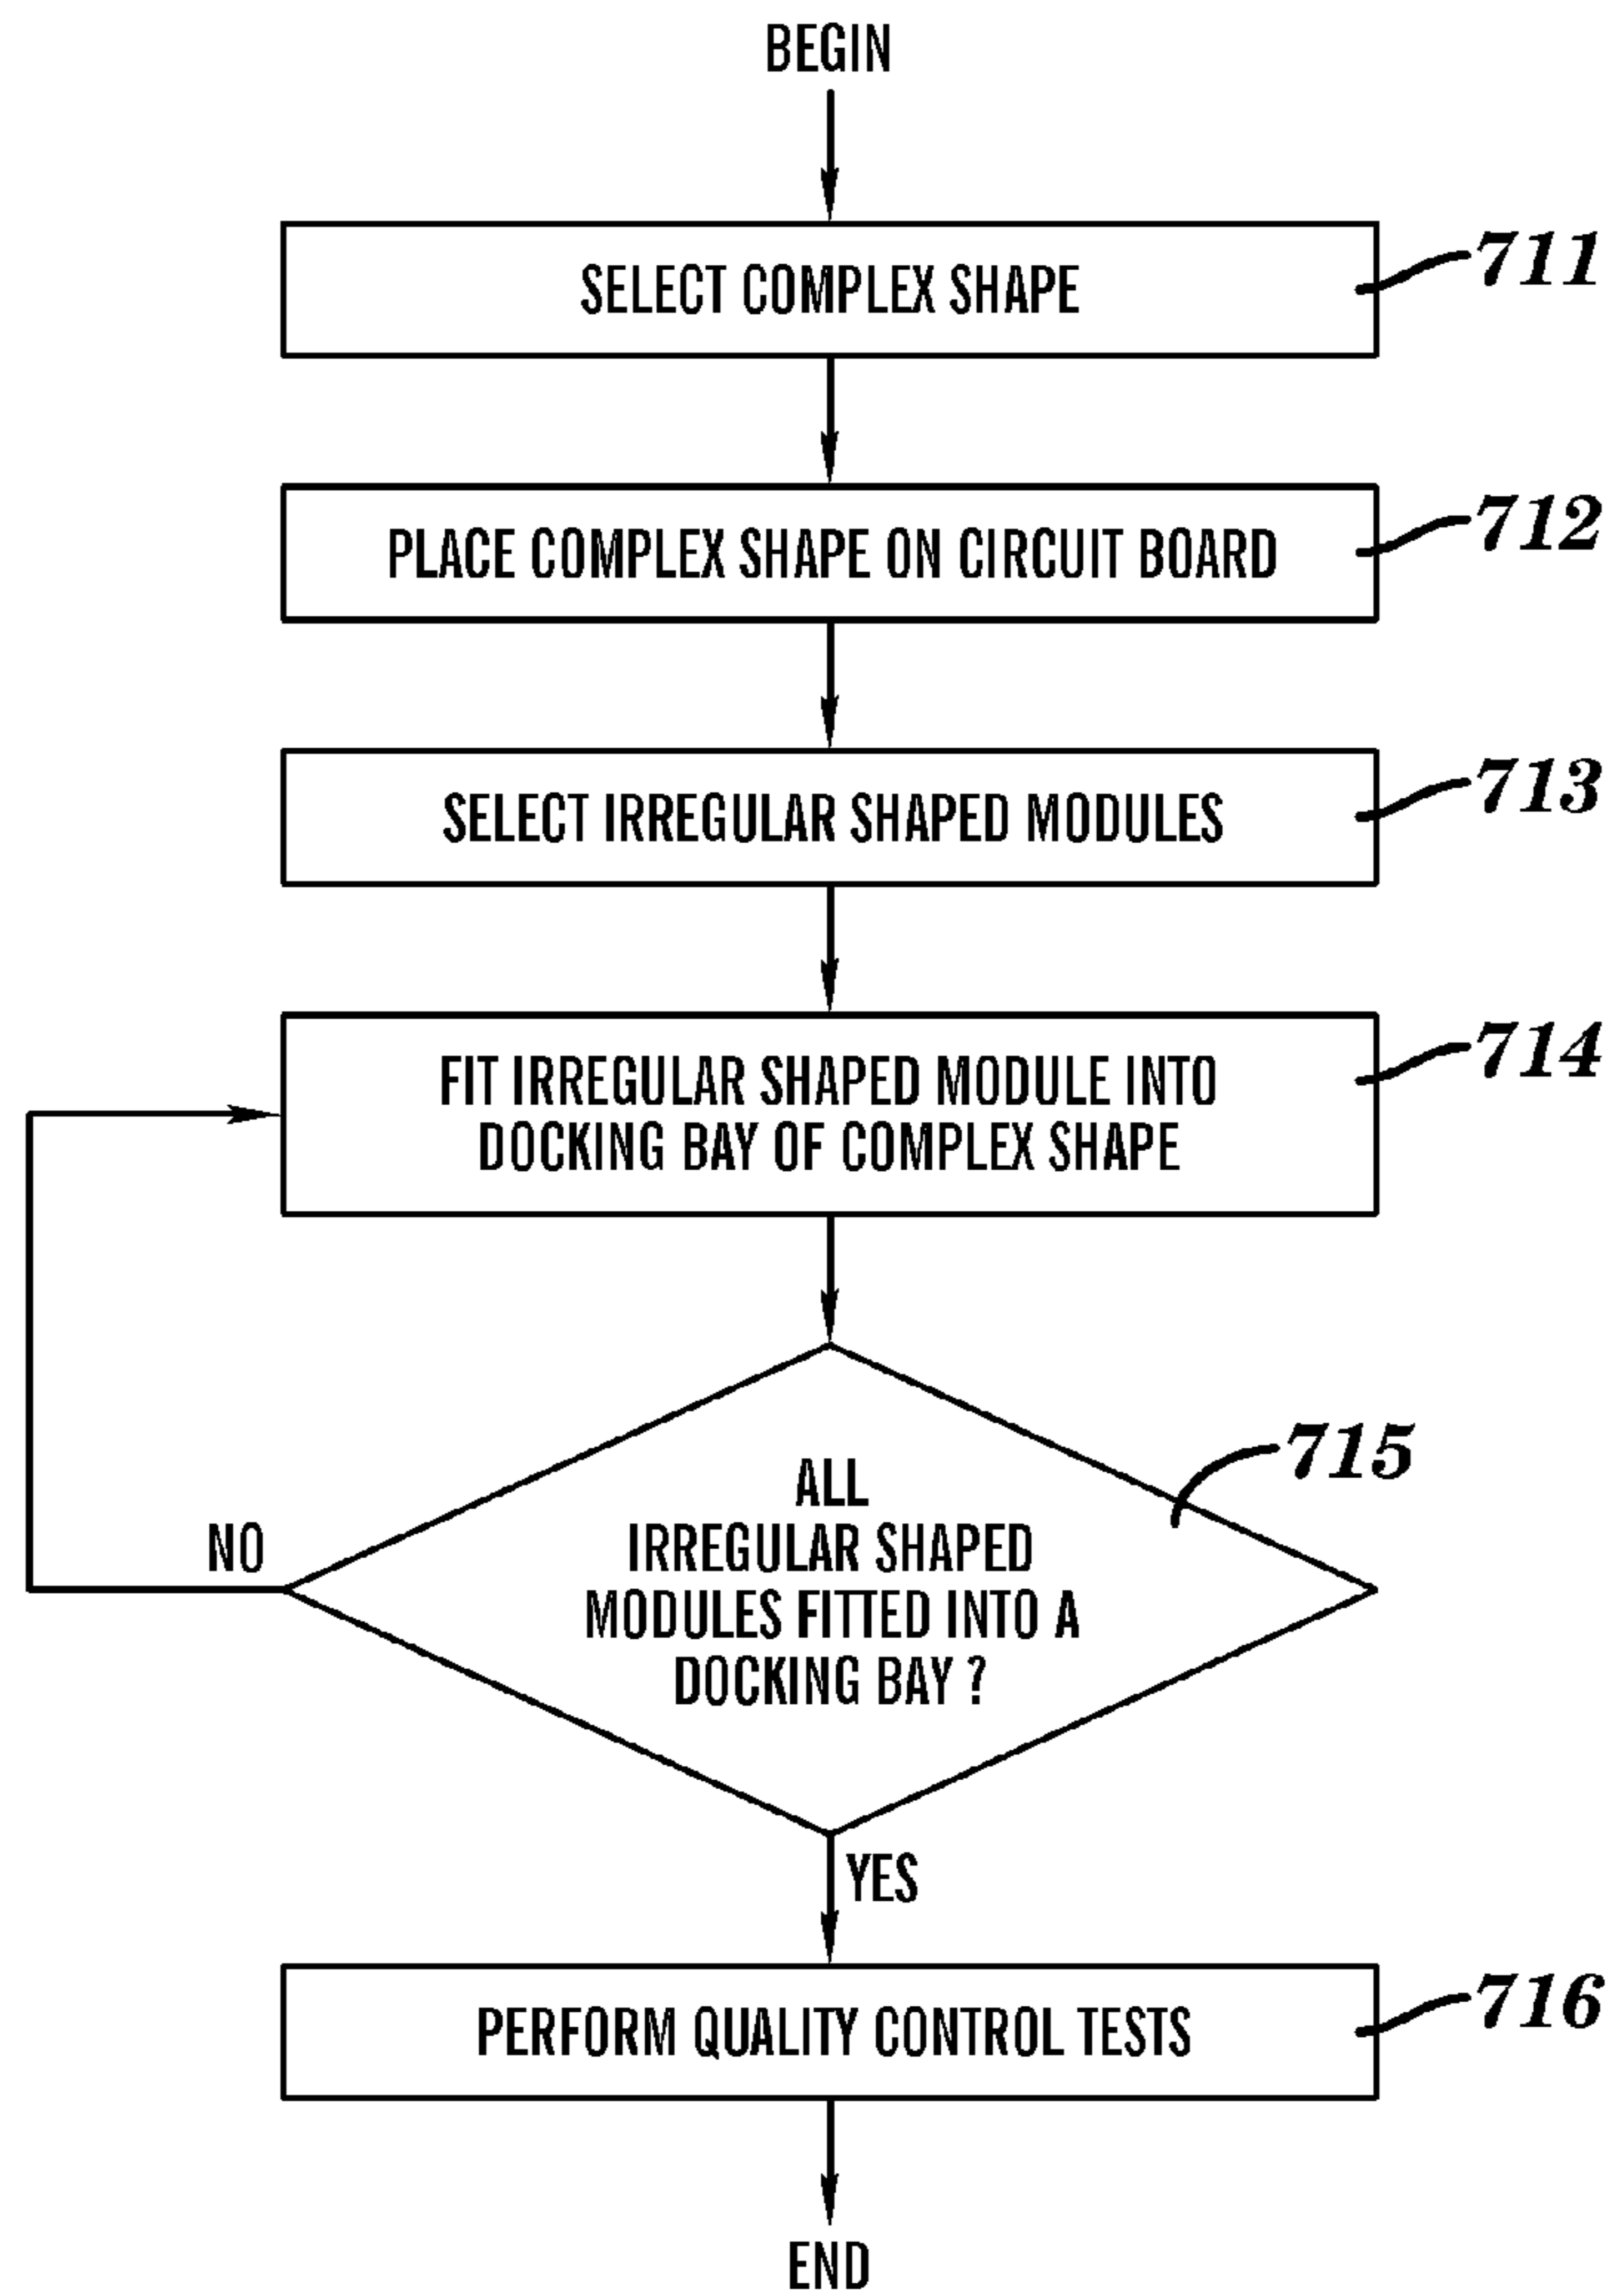 BEGIN
SELECT COMPLEX SHAPE
711
PLACE COMPLEX SHAPE ON CIRCUIT BOARD
712
SELECT IRREGULAR SHAPED MODULES
713
FIT IRREGULAR SHAPED MODULE INTO
DOCKING BAY OF COMPLEX SHAPE
714
ALL
IRREGULAR SHAPED
MODULES FITTED INTO A
DOCKING BAY ?
715
NO
YES
PERFORM QUALITY CONTROL TESTS
716
END